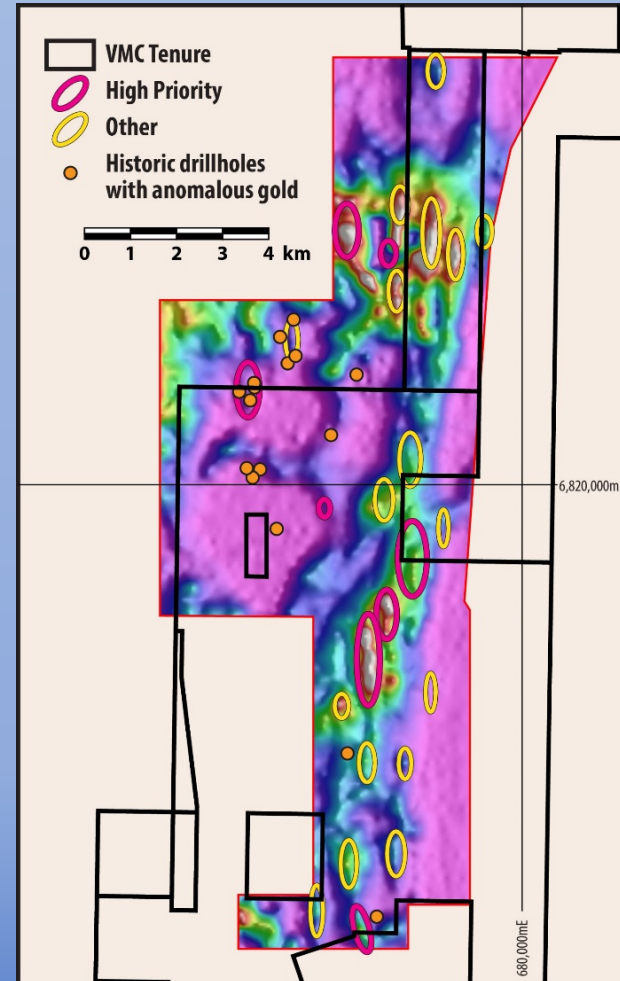 VMC Tenure
High Priority
Other
Historic drillholes
with anomalous gold
0 1 2 3 4 km
6,820,000m
680,000mE